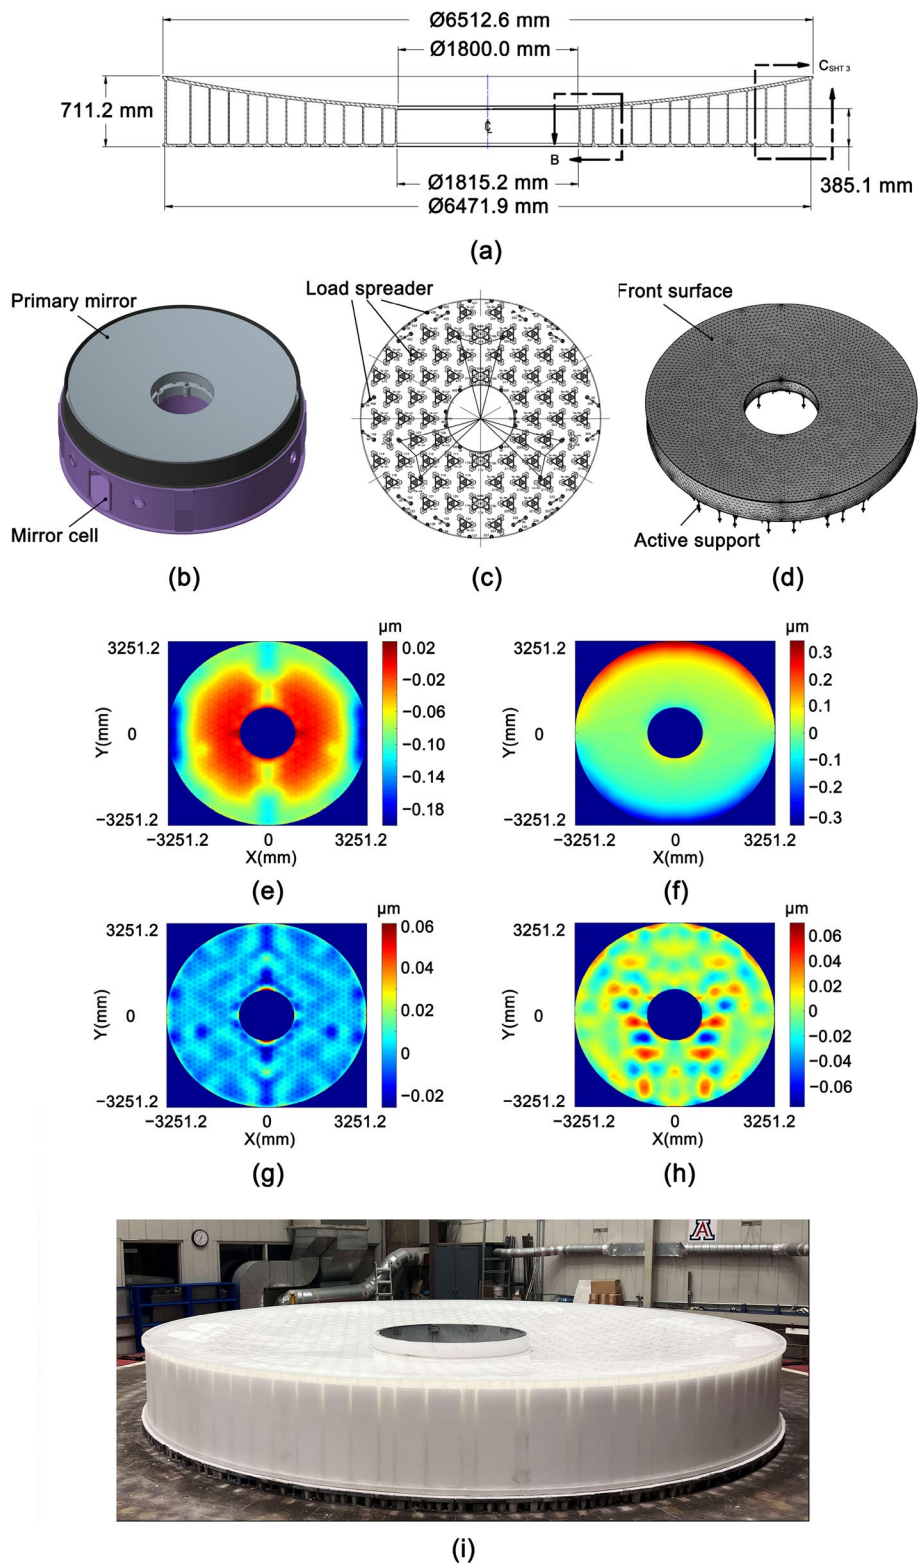 Ø6512.6 mm
Ø1800.0 mm
C SHT 3
711.2 mm
B
385.1 mm
Ø1815.2 mm
Ø6471.9 mm
(a)
Primary mirror
Mirror cell
(b)
Load spreader
(c)
Front surface
Active support
(d)
µm
3251.2
0
−3251.2
Y(mm)
−3251.2 0 3251.2
X(mm)
0.02
−0.02
−0.06
−0.10
−0.14
−0.18
(e)
µm
3251.2
0
−3251.2
Y(mm)
−3251.2 0 3251.2
X(mm)
0.3
0.2
0.1
0
−0.1
−0.2
−0.3
(f)
µm
3251.2
0
−3251.2
Y(mm)
−3251.2 0 3251.2
X(mm)
0.06
0.04
0.02
0
−0.02
(g)
µm
3251.2
0
−3251.2
Y(mm)
−3251.2 0 3251.2
X(mm)
0.06
0.04
0.02
0
−0.02
−0.04
−0.06
(h)
A
(i)